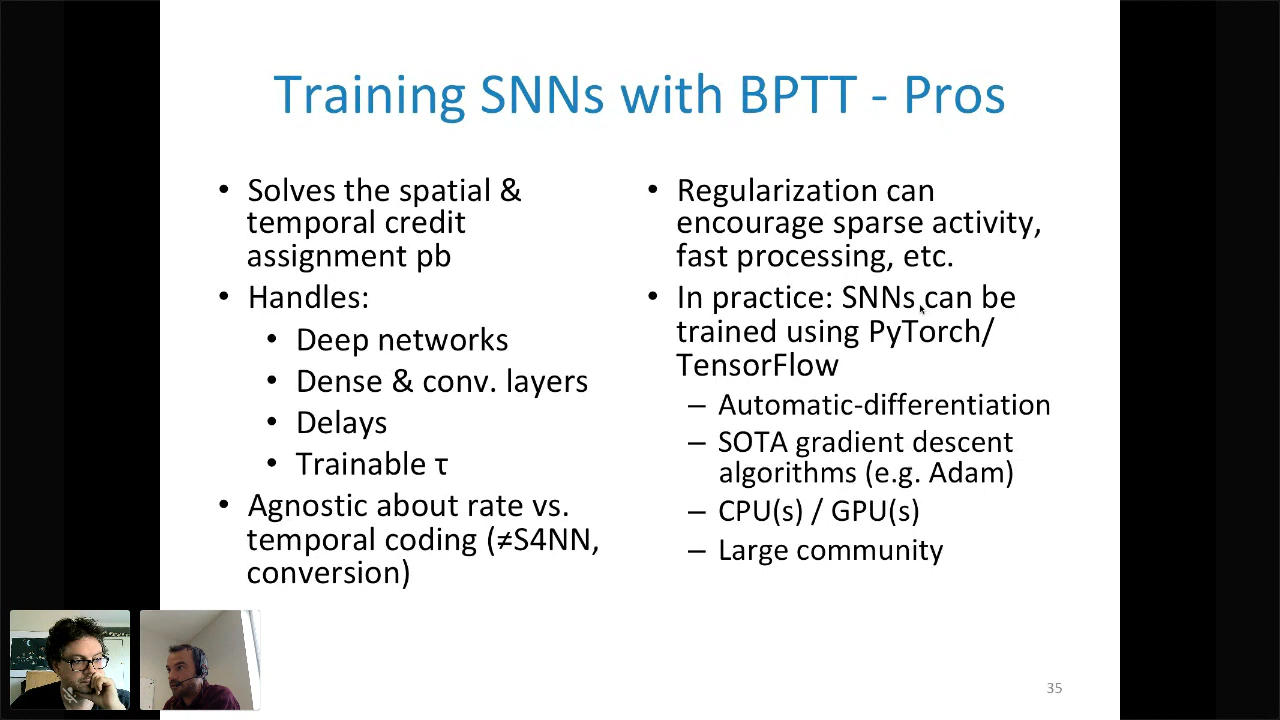 Training SNNs with BPTT - Pros
• Solves the spatial &
temporal credit
assignment pb
• Handles:
• Deep networks
• Dense & conv. layers
• Delays
• Trainable τ
• Agnostic about rate vs.
temporal coding (≠S4NN,
conversion)
• Regularization can
encourage sparse activity,
fast processing, etc.
• In practice: SNNs can be
trained using PyTorch/
TensorFlow
– Automatic-differentiation
– SOTA gradient descent
algorithms (e.g. Adam)
– CPU(s) / GPU(s)
– Large community
35